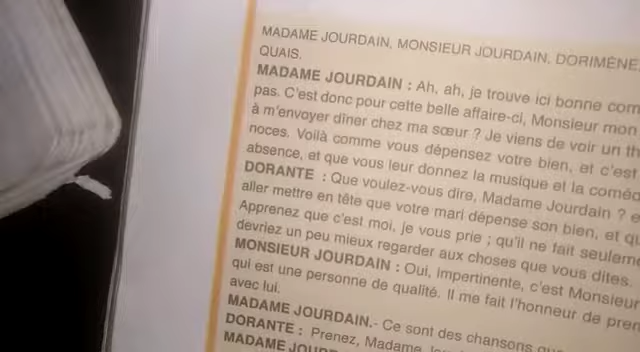 MADAME JOURDAIN, MONSIEUR JOURDAIN, DORIMÈNE,
QUAIS.
MADAME JOURDAIN : Ah, ah, je trouve ici bonne com
pas. C'est donc pour cette belle affaire-ci, Monsieur mon
à m'envoyer dîner chez ma sœur ? Je viens de voir un th
noces. Voilà comme vous dépensez votre bien, et c'est
absence, et que vous leur donnez la musique et la coméd
DORANTE : Que voulez-vous dire, Madame Jourdain ? e
aller mettre en tête que votre mari dépense son bien, et qu
Apprenez que c'est moi, je vous prie ; qu'il ne fait seuleme
devriez un peu mieux regarder aux choses que vous dites.
MONSIEUR JOURDAIN : Oui, impertinente, c'est Monsieur
qui est une personne de qualité. Il me fait l'honneur de pren
avec lui.
MADAME JOURDAIN.- Ce sont des chansons que
DORANTE : Prenez, Madame
MADAME JOURD